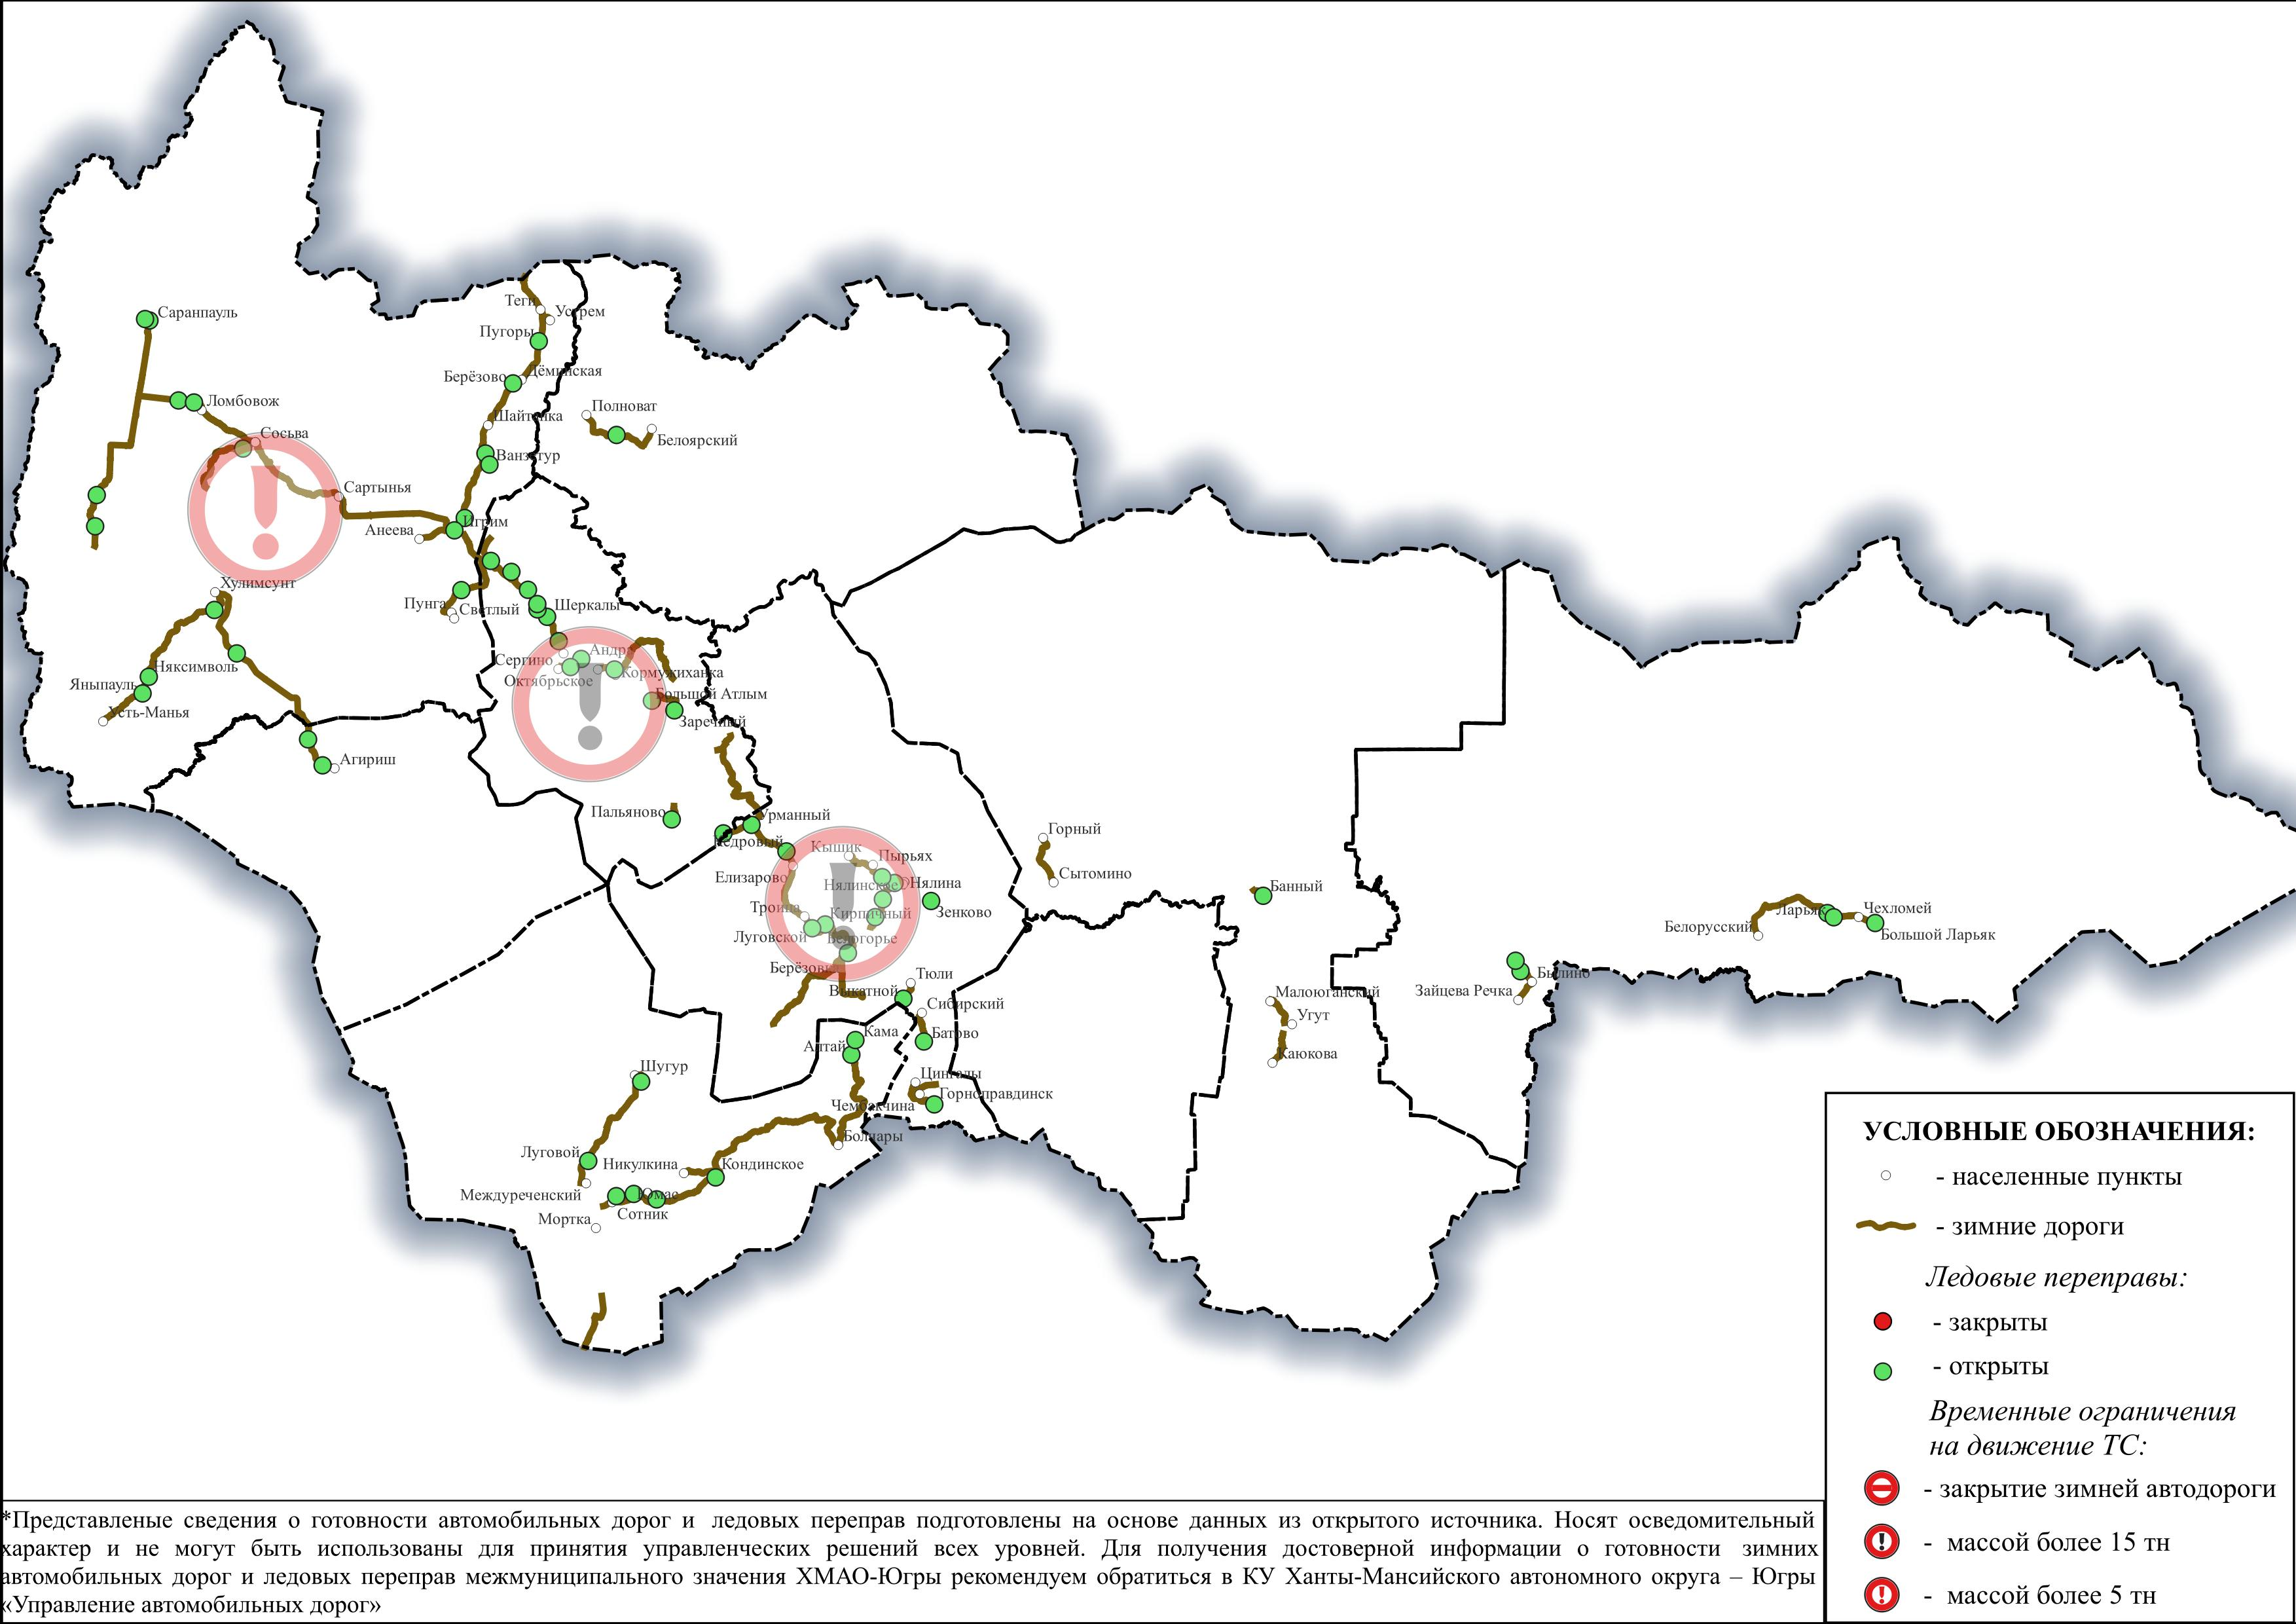 Саранпауль
Ломбовож
Сосьва
Сартынья
Анеева
Игрим
Теги
Устрем
Пугоры
Берёзово
Дёминская
Шайтанка
Ванзетур
Полноват
Белоярский
Хулимсунт
Няксимволь
Яныпауль
Усть-Манья
Агириш
Пунга
Светлый
Шеркалы
Сергино
Андра
Октябрьское
Кормужиханка
Большой Атлым
Заречный
Пальяново
Урманный
Кедровый
Елизарово
Кышик
Пырьях
Нялинское
Нялина
Зенково
Троица
Кирпичный
Луговской
Белогорье
Берёзовка
Выкатной
Тюли
Сибирский
Батово
Кама
Алтай
Цингалы
Горноправдинск
Чембакчина
Болчары
Шугур
Луговой
Никулкина
Кондинское
Междуреченский
Юмас
Сотник
Мортка
Горный
Сытомино
Банный
Малоюганский
Угут
Каюкова
Былино
Зайцева Речка
Белорусский
Ларьяк
Чехломей
Большой Ларьяк
УСЛОВНЫЕ ОБОЗНАЧЕНИЯ:
- населенные пункты
- зимние дороги
Ледовые переправы:
- закрыты
- открыты
Временные ограничения
на движение ТС:
- закрытие зимней автодороги
- массой более 15 тн
- массой более 5 тн
*Представленые сведения о готовности автомобильных дорог и ледовых переправ подготовлены на основе данных из открытого источника. Носят осведомительный
характер и не могут быть использованы для принятия управленческих решений всех уровней. Для получения достоверной информации о готовности зимних
автомобильных дорог и ледовых переправ межмуниципального значения ХМАО-Югры рекомендуем обратиться в КУ Ханты-Мансийского автономного округа – Югры
«Управление автомобильных дорог»